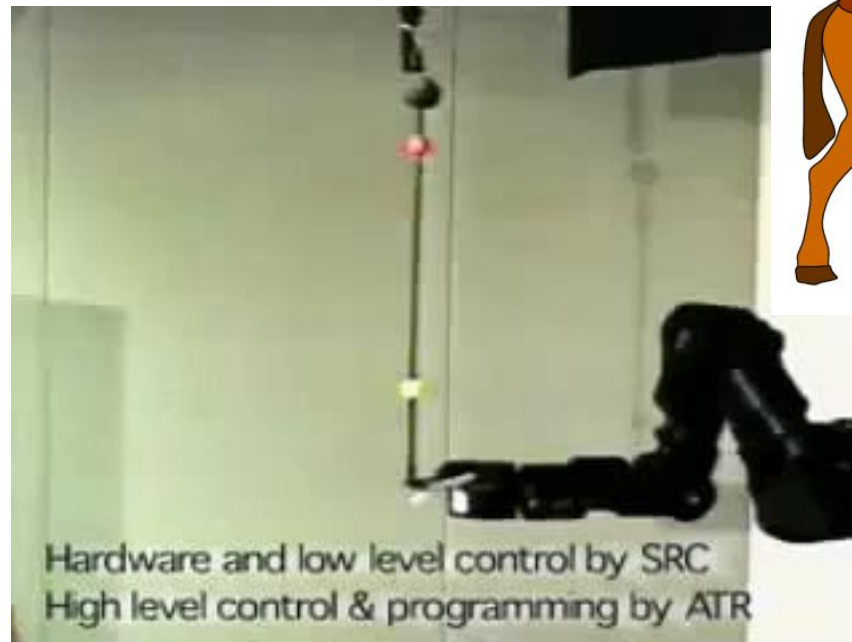 Hardware and low level control by SRC
High level control & programming by ATR